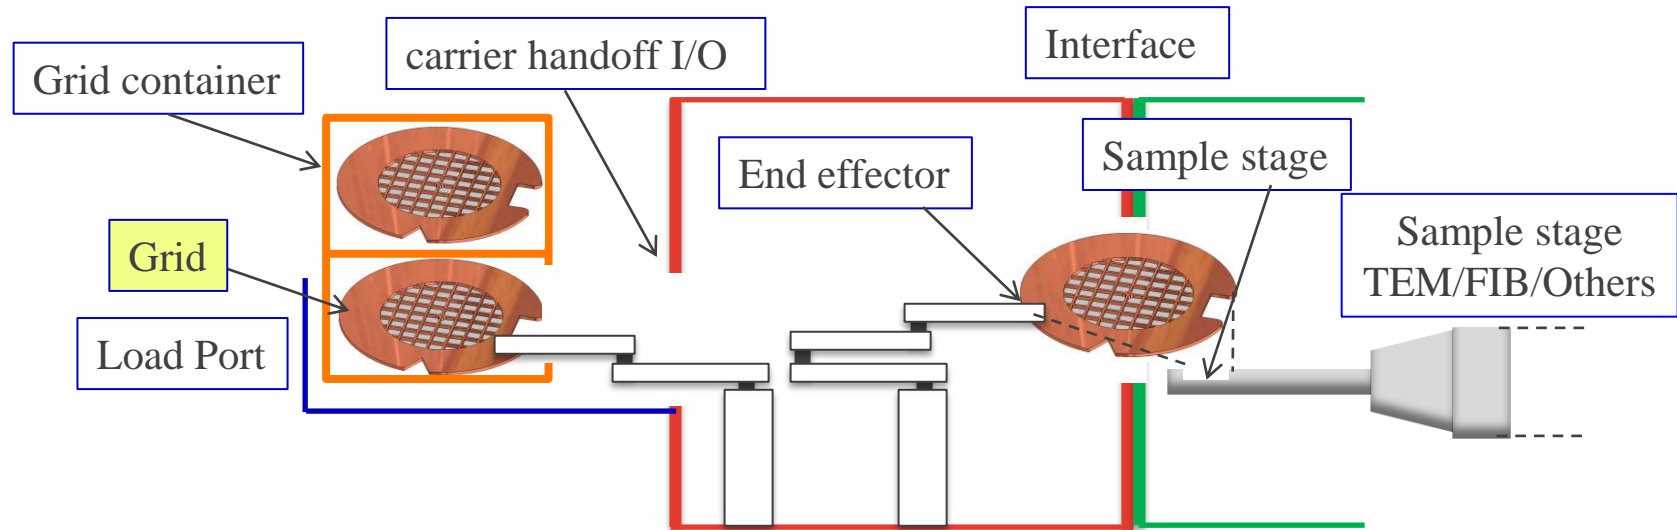 Grid container
carrier handoff I/O
Interface
End effector
Sample stage
Sample stage
TEM/FIB/Others
Grid
Load Port